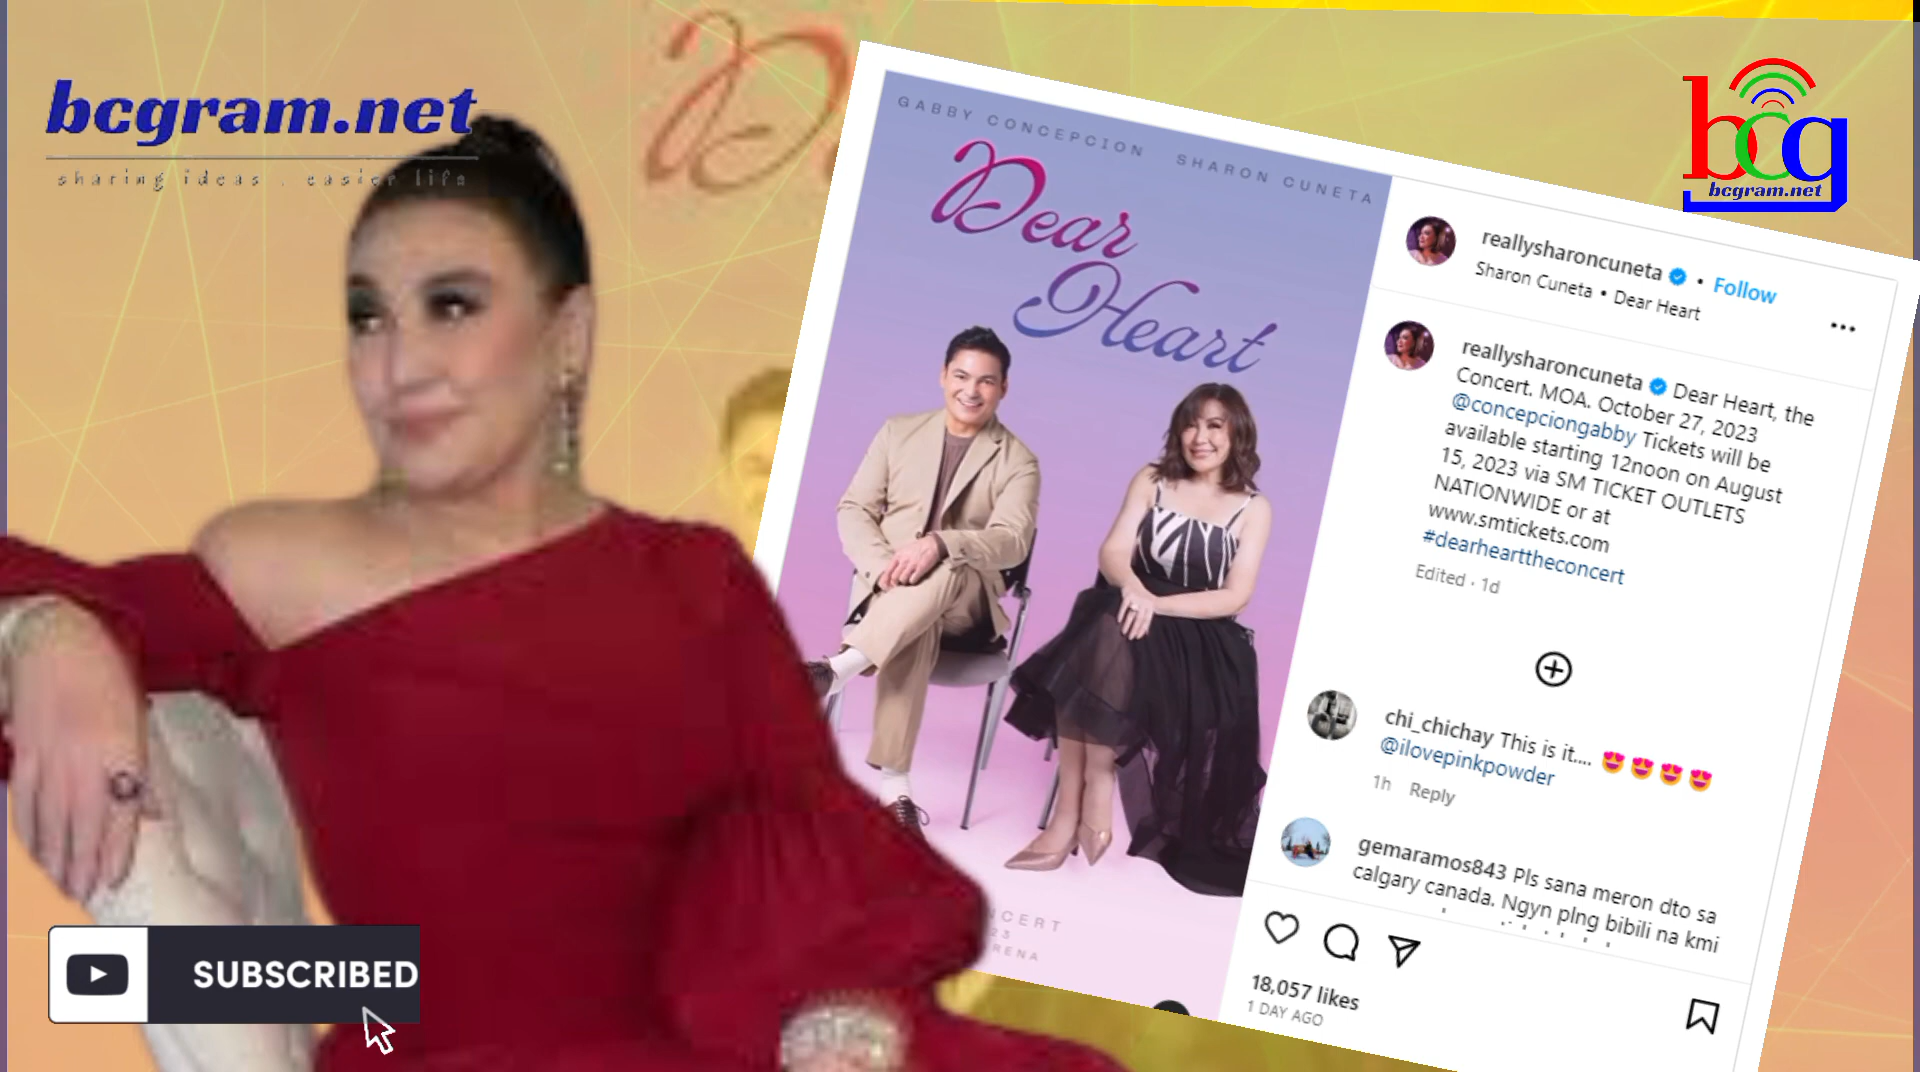 bcgram.net
sharing ideas . easier life
GABBY CONCEPCION SHARON CUNETA
Dear
Heart
NCERT
23
RENA
bcg
bcgram.net
reallysharoncuneta • Follow
Sharon Cuneta • Dear Heart
reallysharoncuneta Dear Heart, the
Concert. MOA. October 27, 2023
@concepciongabby Tickets will be
available starting 12noon on August
15, 2023 via SM TICKET OUTLETS
NATIONWIDE or at
www.smtickets.com
#dearhearttheconcert
Edited · 1d
chi_chichay This is it.... 😍😍😍😍
@ilovepinkpowder
1h Reply
gemaramos843 Pls sana meron dto sa
calgary canada. Ngyn plng bibili na kmi
18,057 likes
1 DAY AGO
SUBSCRIBED